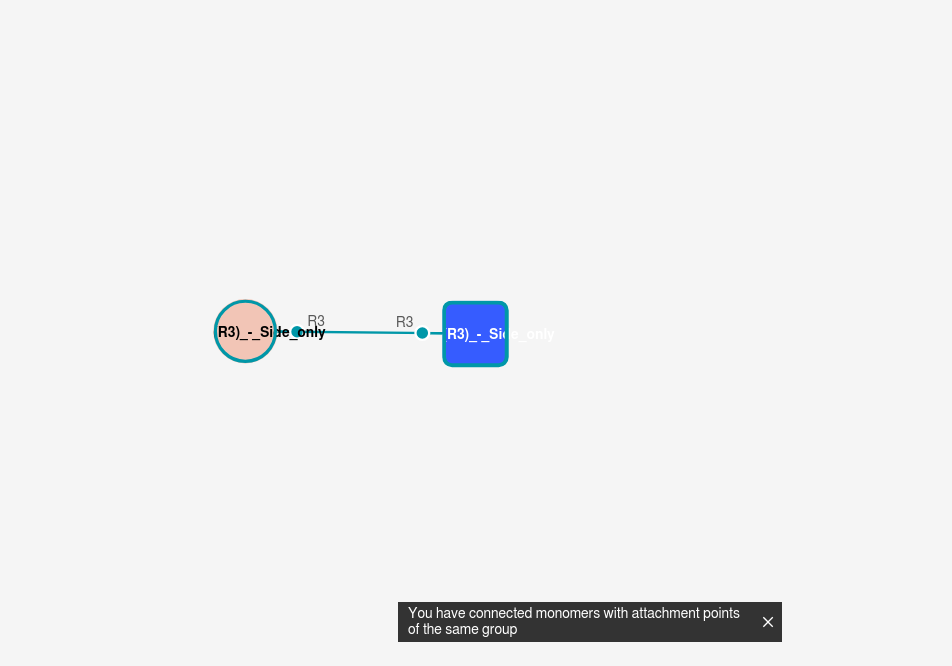 R3
R3
R3)_-_Side_only
R3)_-_Side_only
You have connected monomers with attachment points
of the same group